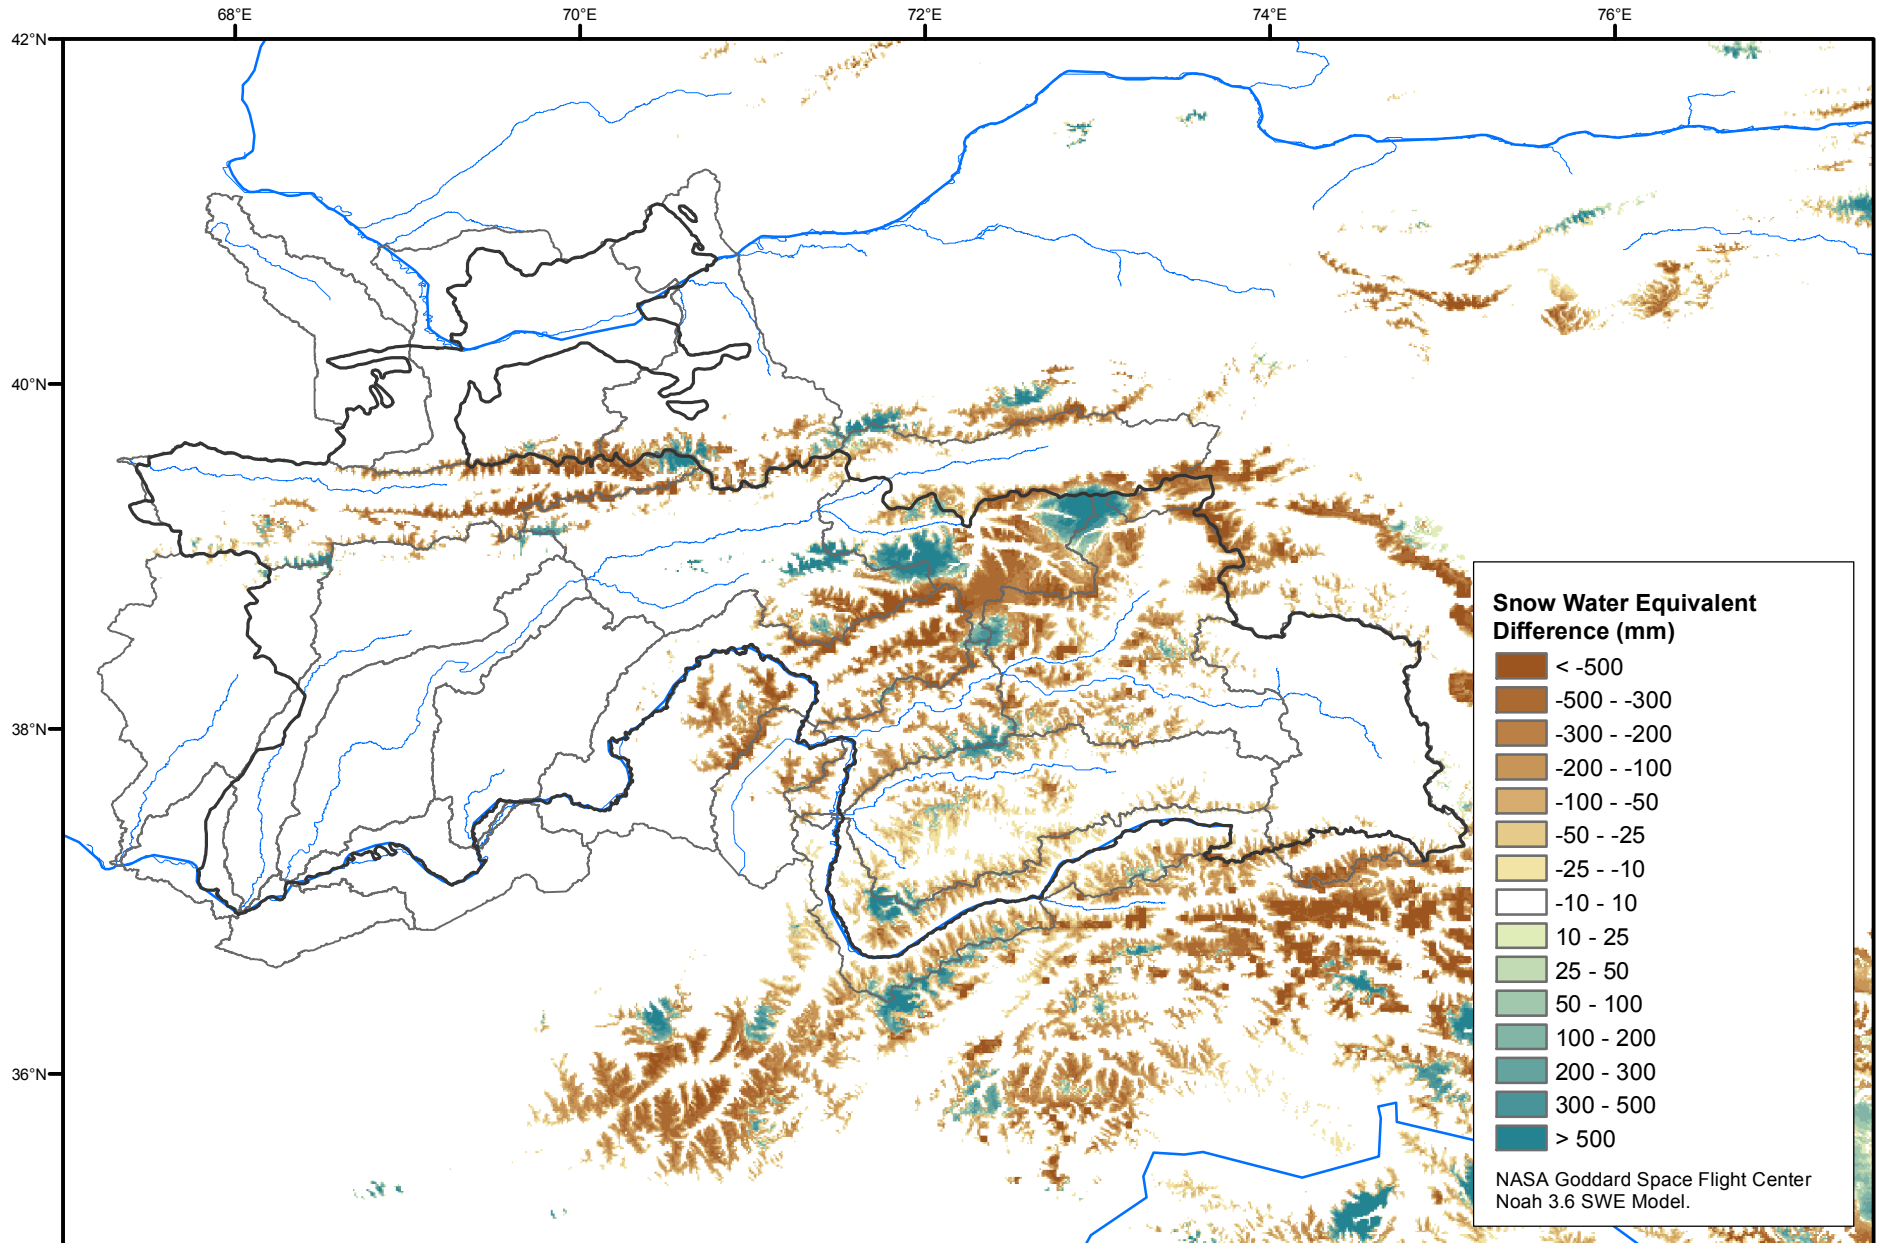 68°E
70°E
72°E
74°E
76°E
42°N
40°N
38°N
36°N
Snow Water Equivalent
Difference (mm)
< -500
-500 - -300
-300 - -200
-200 - -100
-100 - -50
-50 - -25
-25 - -10
-10 - 10
10 - 25
25 - 50
50 - 100
100 - 200
200 - 300
300 - 500
> 500
NASA Goddard Space Flight Center
Noah 3.6 SWE Model.